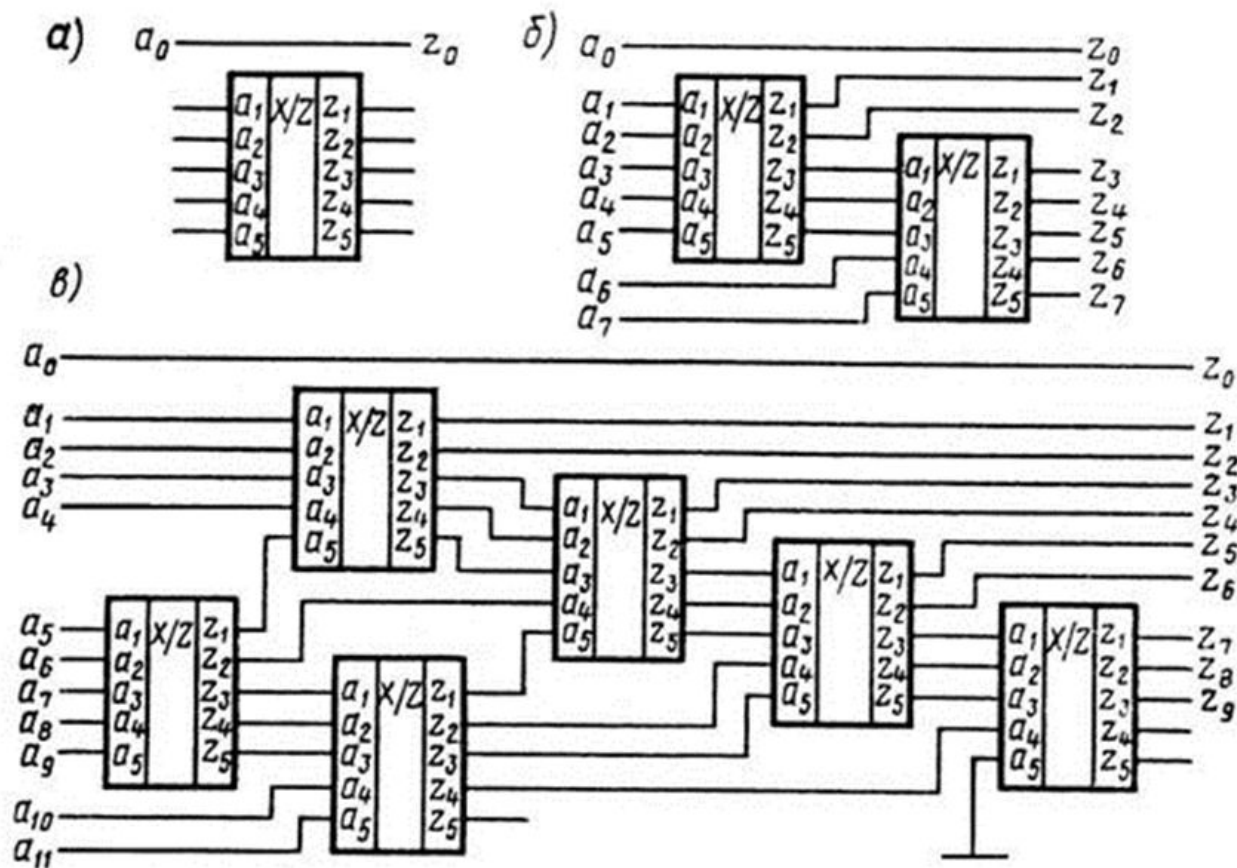 а) a₀ z₀
a₁ X/Z z₁
a₂ z₂
a₃ z₃
a₄ z₄
a₅ z₅
б) a₀ z₀
z₁
a₁ a₁ X/Z z₁
z₂
a₂ a₂ z₂
a₃ a₃ z₃ a₁ X/Z z₁ z₃
a₄ a₄ z₄ a₂ z₂ z₄
a₅ a₅ z₅ a₃ z₃ z₅
a₆ a₄ z₄ z₆
a₇ a₅ z₅ z₇
в)
a₀ z₀
a₁ a₁ X/Z z₁ z₁
a₂ a₂ z₂ z₂
a₃ a₃ z₃ z₃
a₄ a₄ z₄ a₁ X/Z z₁ z₄
a₅ z₅ a₂ z₂ z₅
a₃ z₃ a₁ X/Z z₁ z₆
a₄ z₄ a₂ z₂
a₅ a₁ X/Z z₁ a₅ z₅ a₃ z₃ a₁ X/Z z₁ z₇
a₆ a₂ z₂ a₄ z₄ a₂ z₂ z₈
a₇ a₃ z₃ a₁ X/Z z₁ a₅ z₅ a₃ z₃ z₉
a₈ a₄ z₄ a₂ z₂ a₄ z₄
a₉ a₅ z₅ a₃ z₃ a₅ z₅
a₁₀ a₄ z₄
a₁₁ a₅ z₅